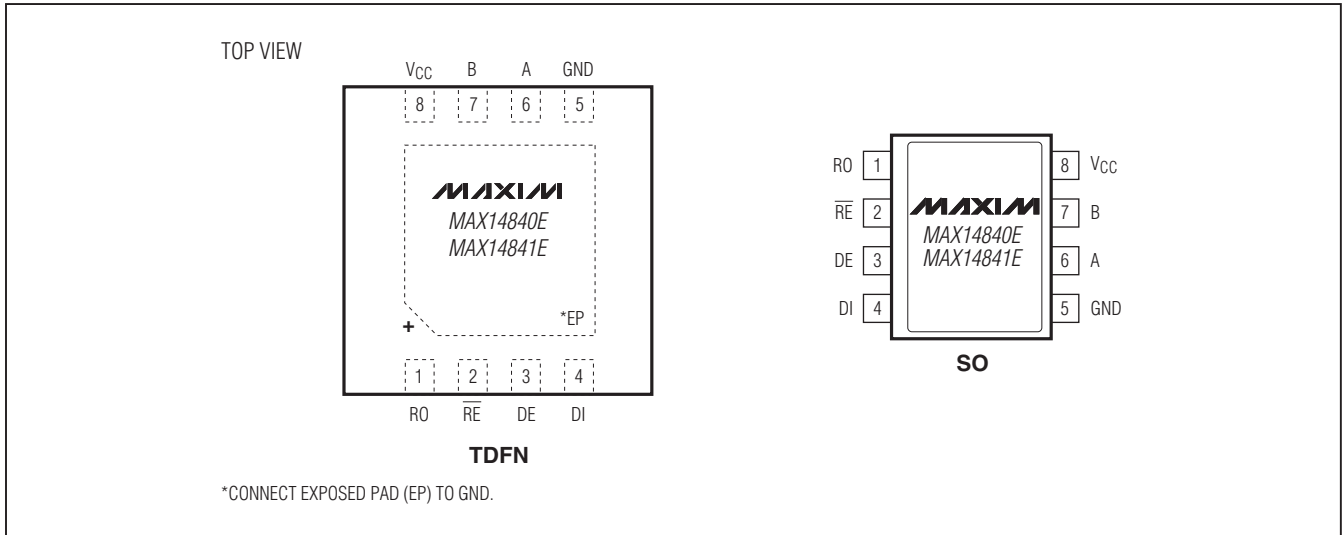 TOP VIEW
VCC B A GND
8 7 6 5
MAXIM
MAX14840E
MAX14841E
*EP
+
1 2 3 4
RO RE DE DI
TDFN
*CONNECT EXPOSED PAD (EP) TO GND.
RO 1
RE 2
DE 3
DI 4
MAXIM
MAX14840E
MAX14841E
8 VCC
7 B
6 A
5 GND
SO